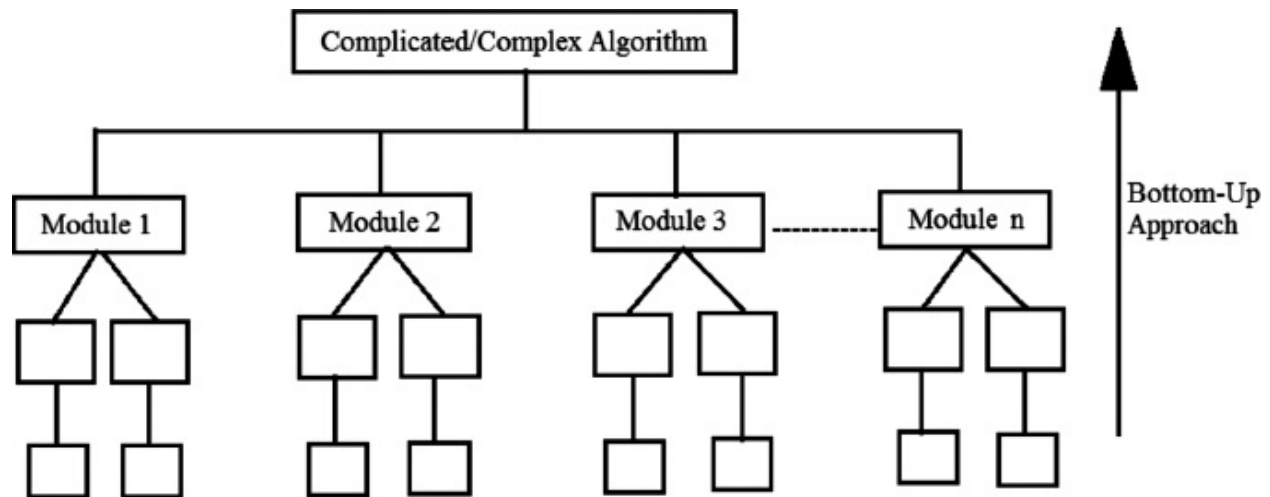 Complicated/Complex Algorithm
Module 1
Module 2
Module 3
Module n
Bottom-Up
Approach